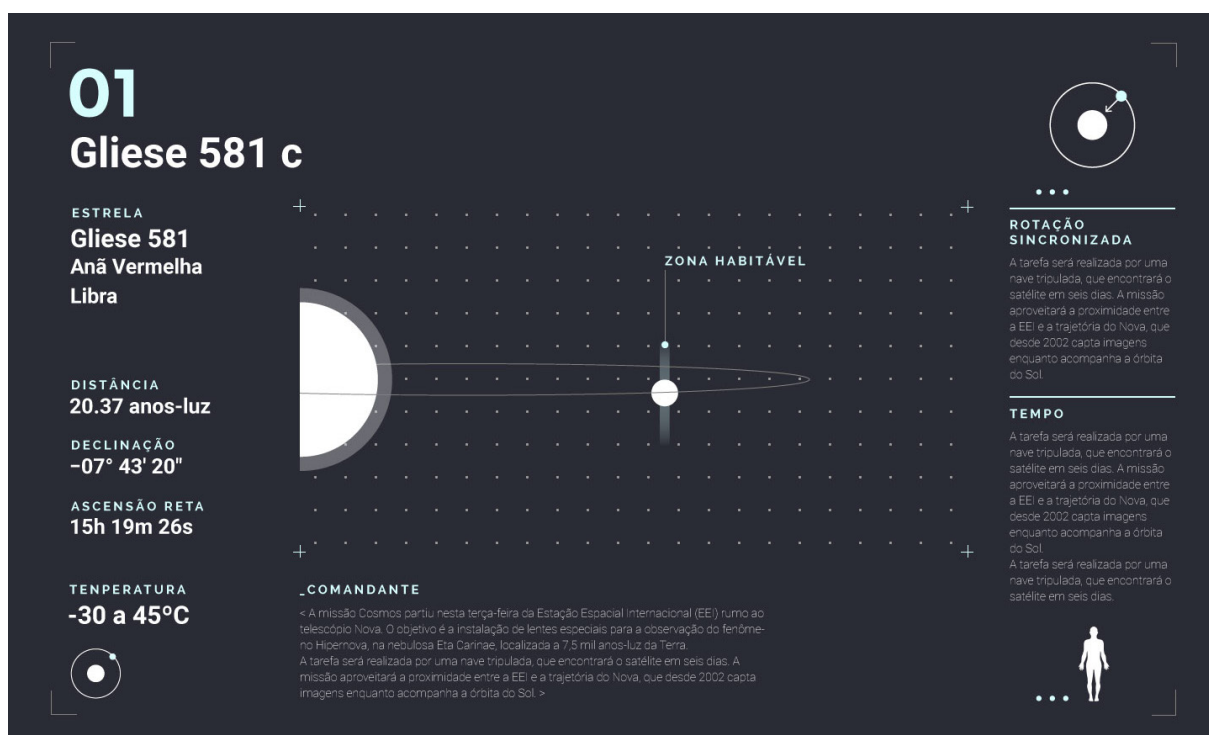 01
Gliese 581 c
ESTRELA
Gliese 581
Anã Vermelha
Libra
DISTÂNCIA
20.37 anos-luz
DECLINAÇÃO
−07° 43' 20"
ASCENSÃO RETA
15h 19m 26s
TENPERATURA
-30 a 45ºC
ZONA HABITÁVEL
_COMANDANTE
< A missão Cosmos partiu nesta terça-feira da Estação Espacial Internacional (EEI) rumo ao
telescópio Nova. O objetivo é a instalação de lentes especiais para a observação do fenôme-
no Hipernova, na nebulosa Eta Carinae, localizada a 7,5 mil anos-luz da Terra.
A tarefa será realizada por uma nave tripulada, que encontrará o satélite em seis dias. A
missão aproveitará a proximidade entre a EEI e a trajetória do Nova, que desde 2002 capta
imagens enquanto acompanha a órbita do Sol. >
ROTAÇÃO
SINCRONIZADA
A tarefa será realizada por uma
nave tripulada, que encontrará o
satélite em seis dias. A missão
aproveitará a proximidade entre
a EEI e a trajetória do Nova, que
desde 2002 capta imagens
enquanto acompanha a órbita
do Sol.
TEMPO
A tarefa será realizada por uma
nave tripulada, que encontrará o
satélite em seis dias. A missão
aproveitará a proximidade entre
a EEI e a trajetória do Nova, que
desde 2002 capta imagens
enquanto acompanha a órbita
do Sol.
A tarefa será realizada por uma
nave tripulada, que encontrará o
satélite em seis dias.